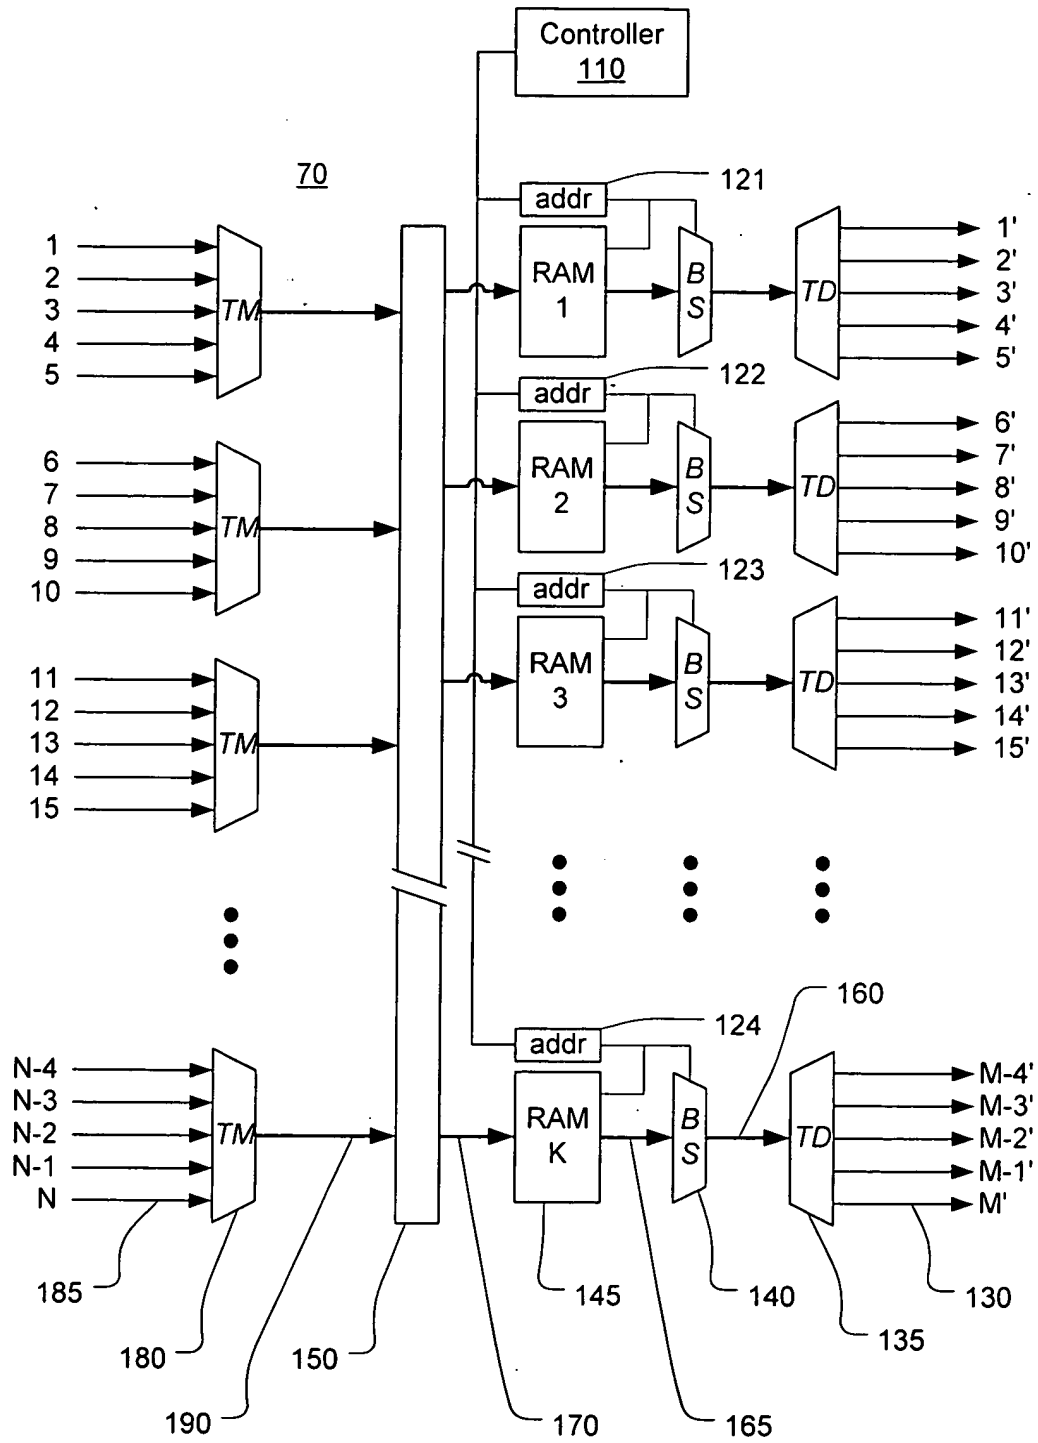 Controller
110
70
121
addr
1
2
3
4
5
TM
RAM
1
B
S
TD
1'
2'
3'
4'
5'
122
addr
6
7
8
9
10
TM
RAM
2
B
S
TD
6'
7'
8'
9'
10'
123
addr
11
12
13
14
15
TM
RAM
3
B
S
TD
11'
12'
13'
14'
15'
160
124
addr
N-4
N-3
N-2
N-1
N
TM
RAM
K
B
S
TD
M-4'
M-3'
M-2'
M-1'
M'
185
180
190
150
170
145
165
140
135
130